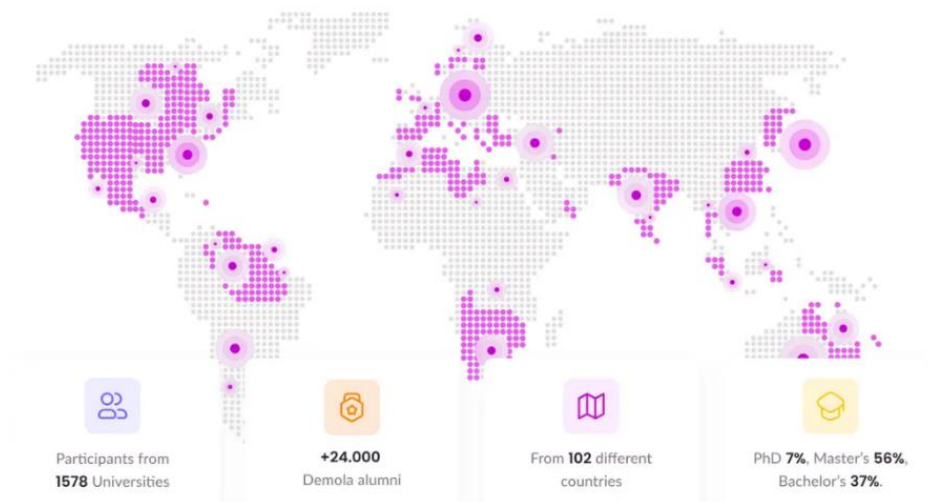 Participants from
1578 Universities
+24.000
Demola alumni
From 102 different
countries
PhD 7%, Master's 56%,
Bachelor's 37%.